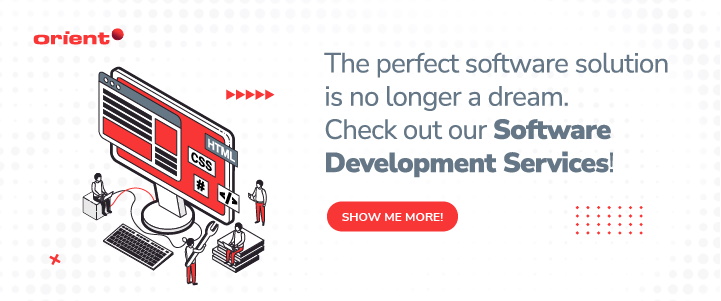 orient
The perfect software solution
is no longer a dream.
Check out our Software
Development Services!
SHOW ME MORE!
HTML
CSS
#
</>